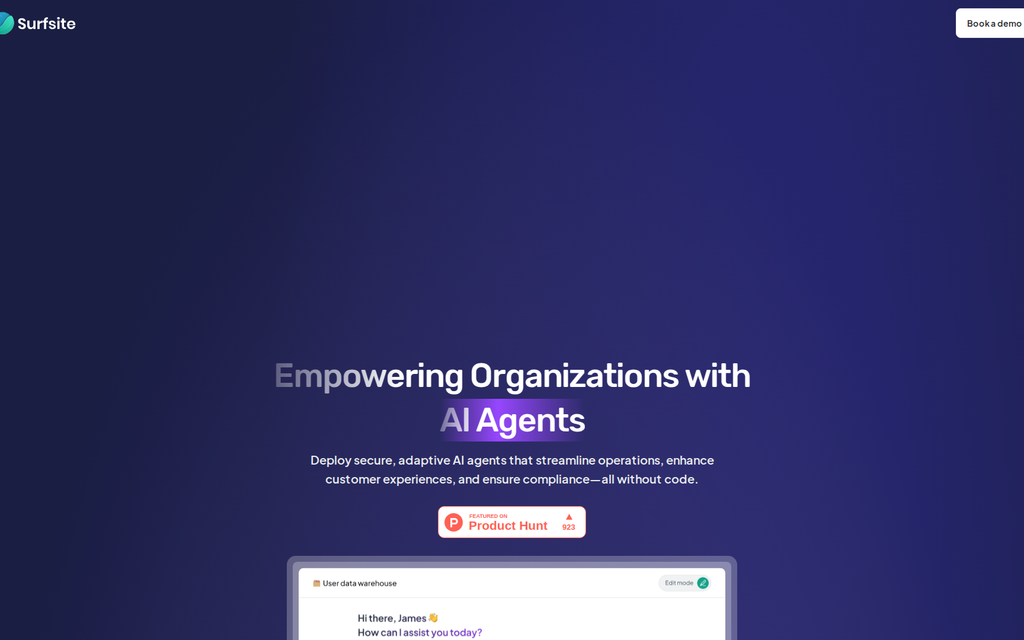 Surfsite
Book a demo
Empowering Organizations with
AI Agents
Deploy secure, adaptive AI agents that streamline operations, enhance
customer experiences, and ensure compliance—all without code.
P
FEATURED ON
Product Hunt
923
User data warehouse
Edit mode
Hi there, James 👋
How can I assist you today?